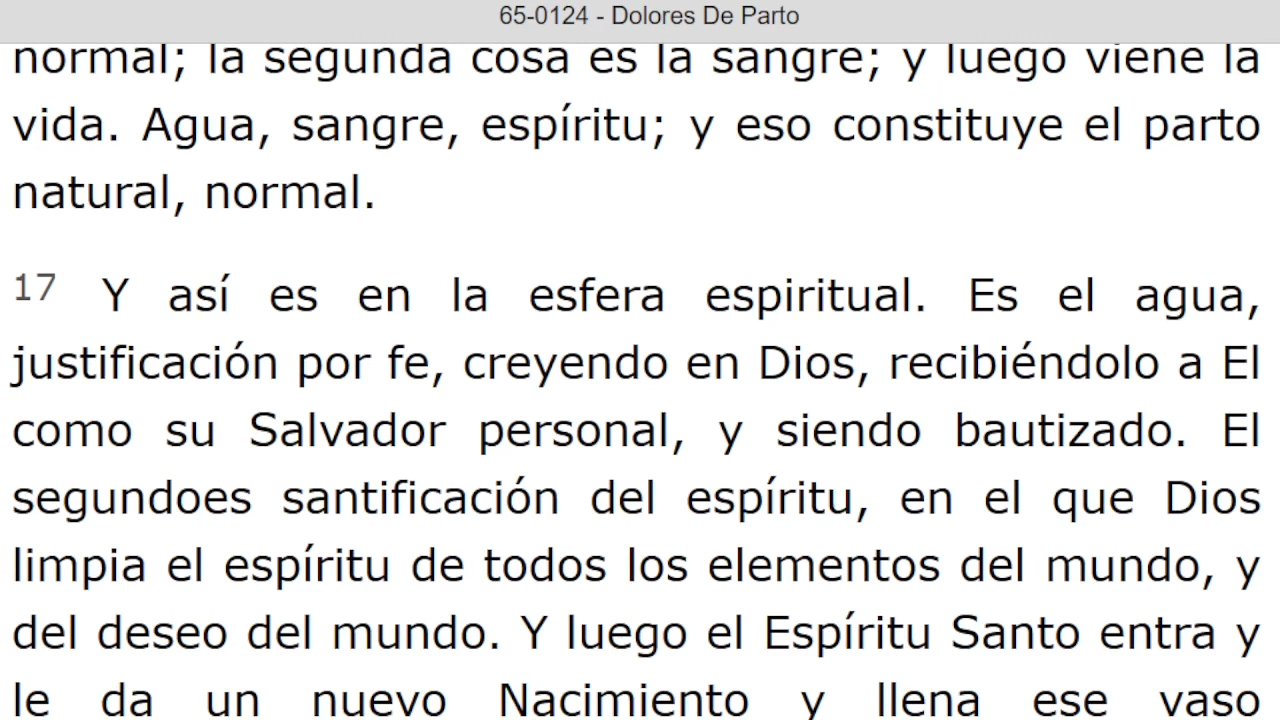 65-0124 - Dolores De Parto
normal; la segunda cosa es la sangre; y luego viene la
vida. Agua, sangre, espíritu; y eso constituye el parto
natural, normal.
17 Y así es en la esfera espiritual. Es el agua,
justificación por fe, creyendo en Dios, recibiéndolo a El
como su Salvador personal, y siendo bautizado. El
segundoes santificación del espíritu, en el que Dios
limpia el espíritu de todos los elementos del mundo, y
del deseo del mundo. Y luego el Espíritu Santo entra y
le da un nuevo Nacimiento y llena ese vaso